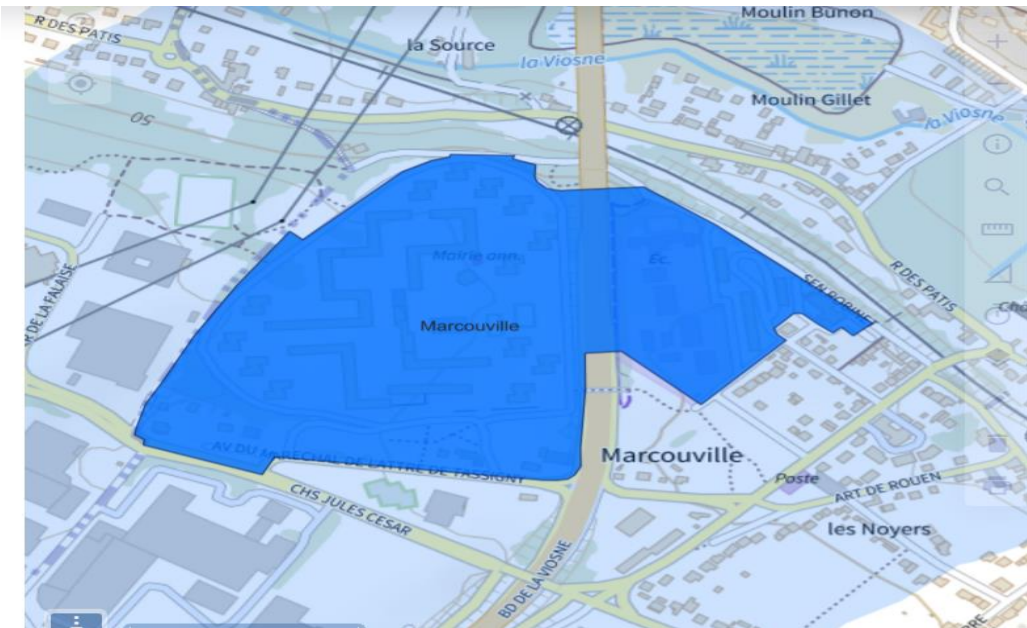 Moulin Bunon
R DES PATIS
la Source
la Viosne
Moulin Gillet
la Viosne
50
Mairie ann.
Ec.
R DES PATIS
R DE LA FALAISE
SEN
Marcouville
Marcouville
AV DU MARECHAL DE LATTRE DE TASSIGNY
Poste
ART DE ROUEN
CHS JULES CESAR
les Noyers
BD DE LA VIOSNE